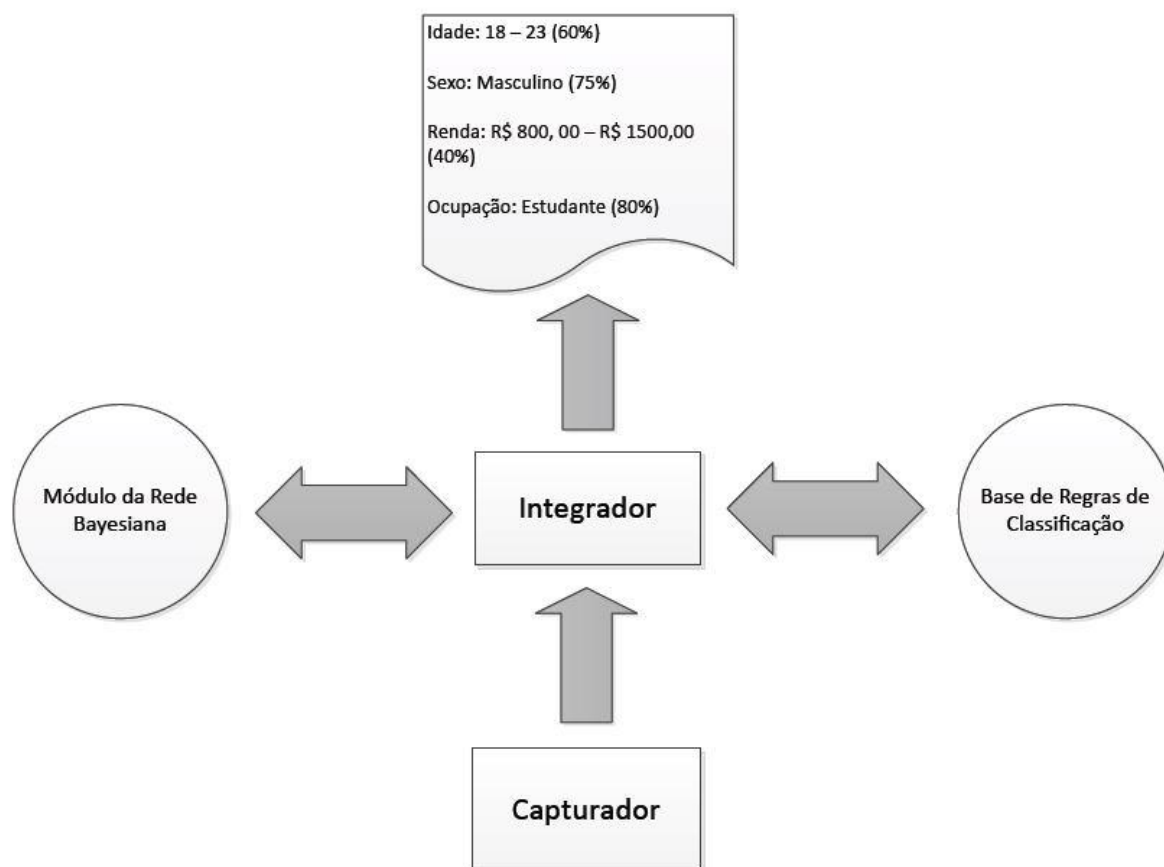 Idade: 18 – 23 (60%)
Sexo: Masculino (75%)
Renda: R$ 800, 00 – R$ 1500,00
(40%)
Ocupação: Estudante (80%)
Módulo da Rede
Bayesiana
Integrador
Base de Regras de
Classificação
Capturador